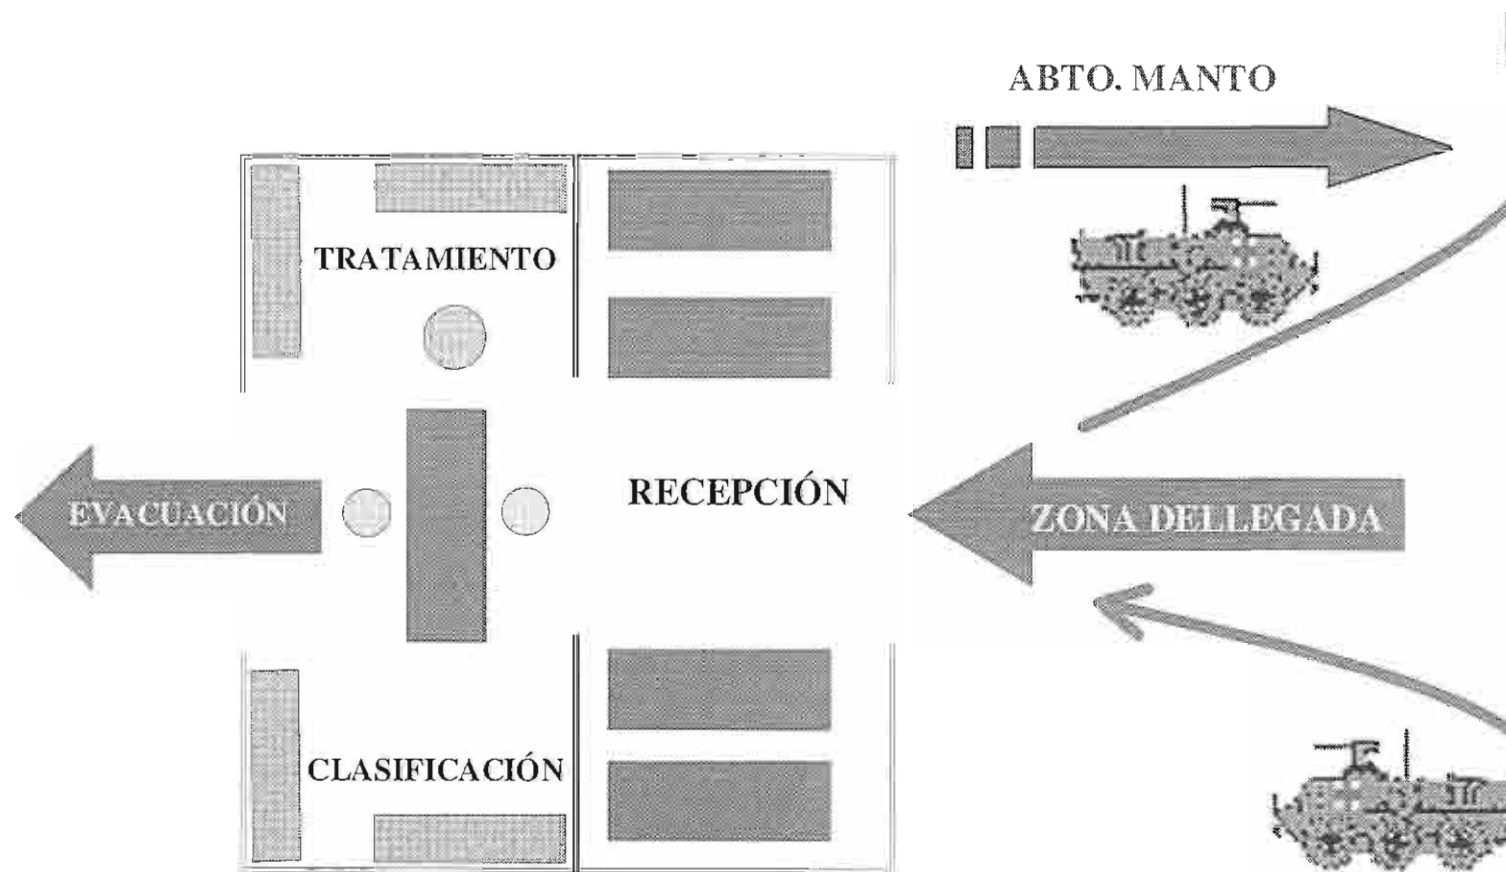 ABTO. MANTO
TRATAMIENTO
RECEPCIÓN
EVACUACIÓN
ZONA DELLEGADA
CLASIFICACIÓN